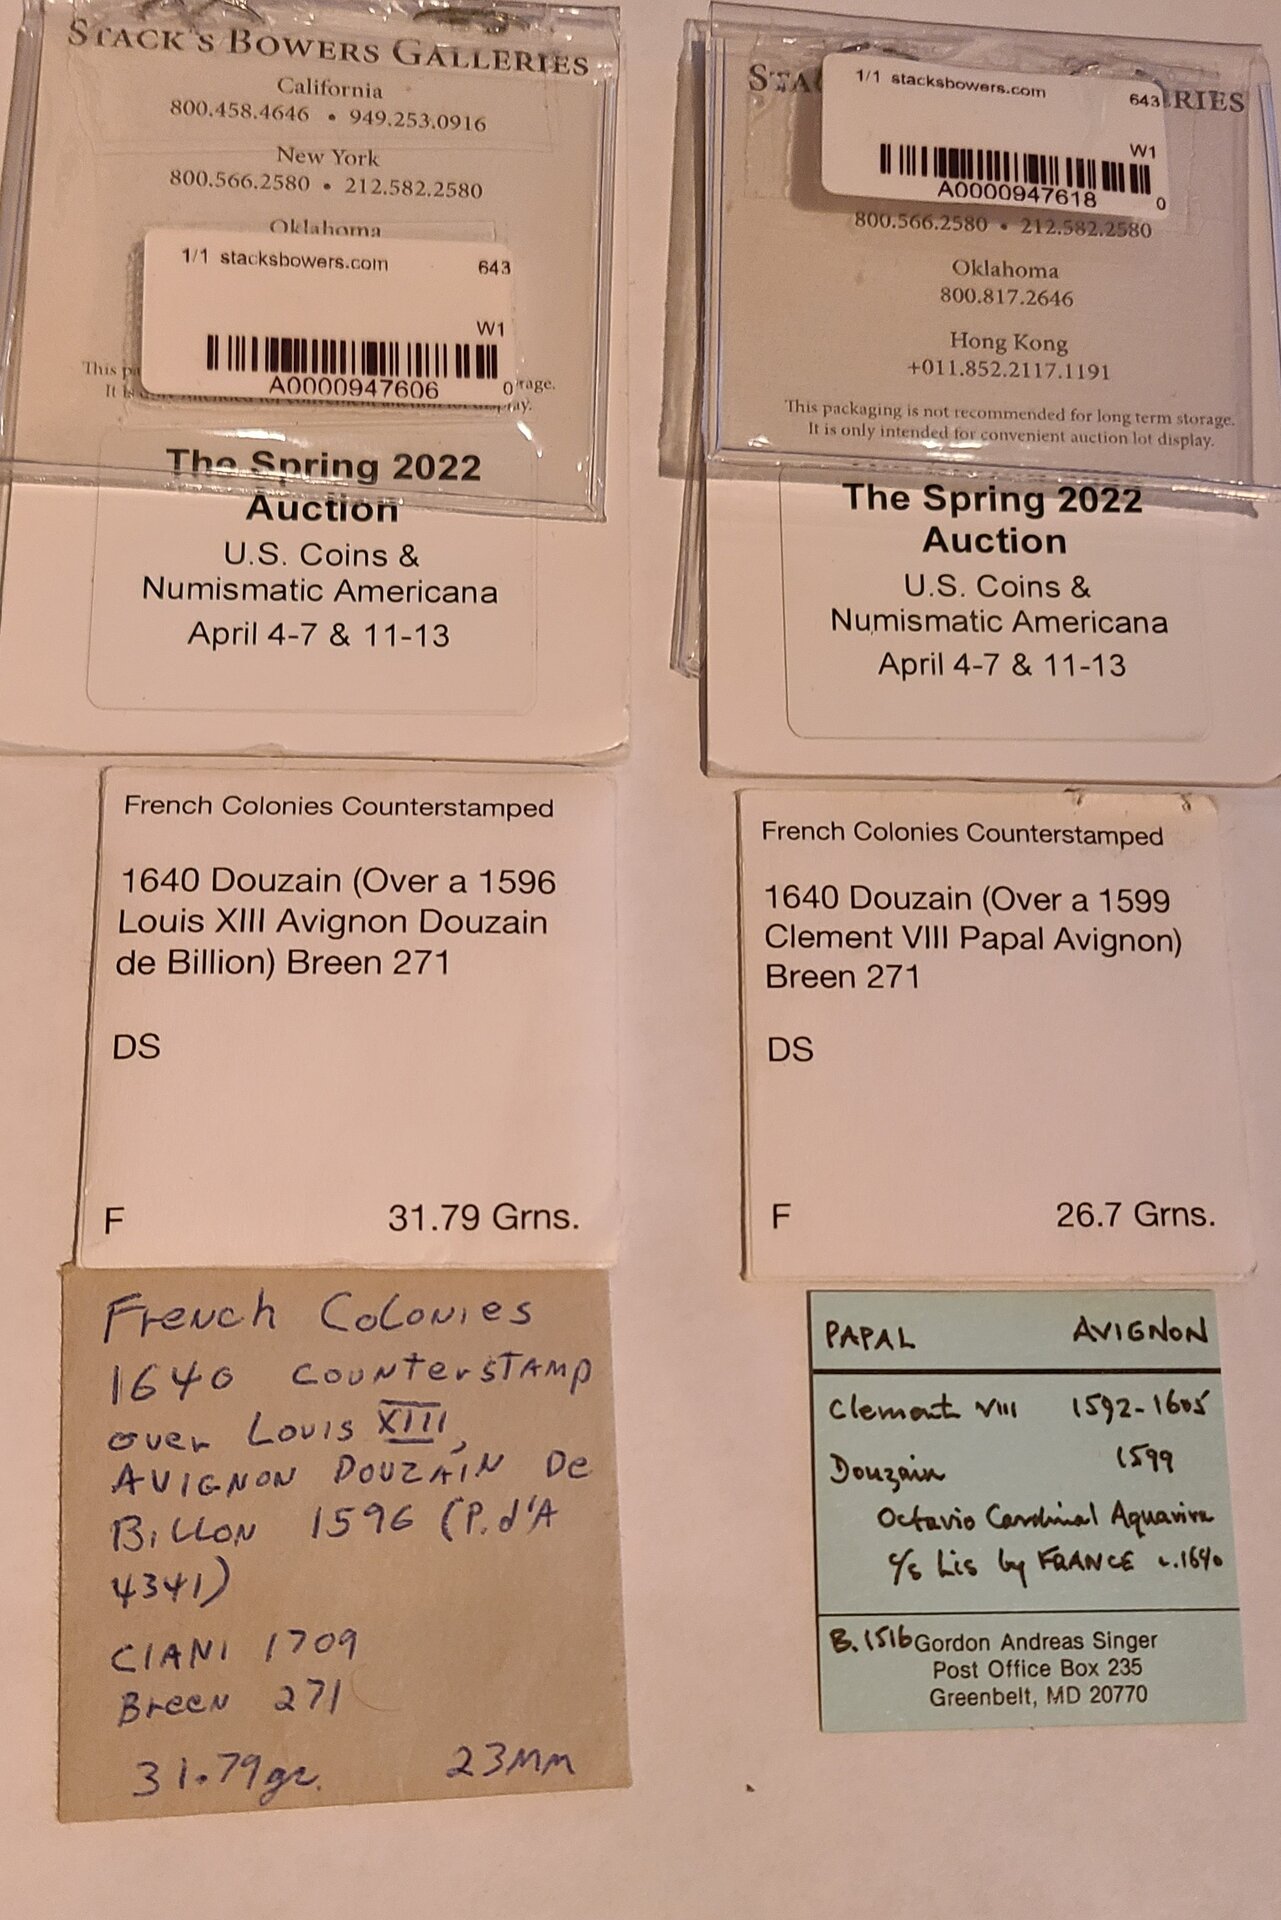 STACK'S BOWERS GALLERIES
California
800.458.4646 • 949.253.0916
New York
800.566.2580 • 212.582.2580
Oklahoma
1/1 stacksbowers.com 643
W1
A0000947606 0
This rage.
It is
The Spring 2022
Auction
U.S. Coins &
Numismatic Americana
April 4-7 & 11-13
French Colonies Counterstamped
1640 Douzain (Over a 1596
Louis XIII Avignon Douzain
de Billion) Breen 271
DS
F 31.79 Grns.
French Colonies
1640 counterstamp
over Louis XIII,
AVIGNON DOUZAIN De
BILLON 1596 (P.d'A
4341)
CIANI 1709
Breen 271
31.79gr. 23MM
STA RIES
1/1 stacksbowers.com 643
W1
A0000947618 0
800.566.2580 • 212.582.2580
Oklahoma
800.817.2646
Hong Kong
+011.852.2117.1191
This packaging is not recommended for long term storage.
It is only intended for convenient auction lot display.
The Spring 2022
Auction
U.S. Coins &
Numismatic Americana
April 4-7 & 11-13
French Colonies Counterstamped
1640 Douzain (Over a 1599
Clement VIII Papal Avignon)
Breen 271
DS
F 26.7 Grns.
PAPAL AVIGNON
Clement VIII 1592-1605
Douzain 1599
Octavio Cardinal Aquaviva
c/s Lis by FRANCE c.1640
B.1516 Gordon Andreas Singer
Post Office Box 235
Greenbelt, MD 20770